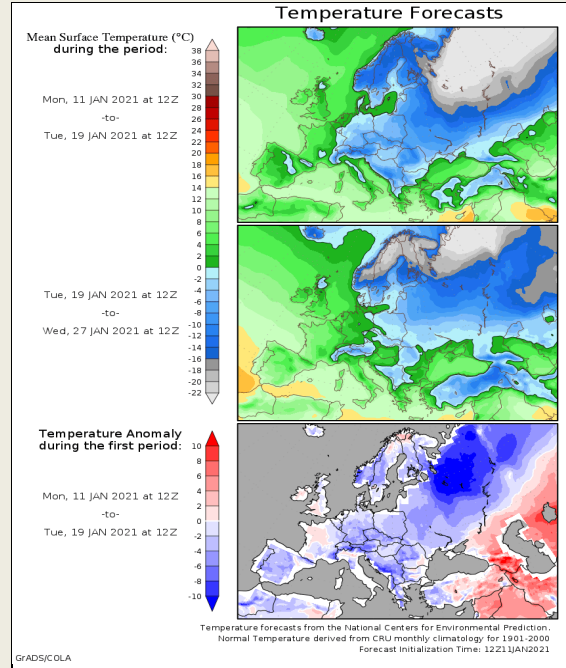 Temperature Forecasts
Mean Surface Temperature (°C)
during the period:
38
36
34
32
30
28
26
24
22
20
18
16
14
12
10
8
6
4
2
0
-2
-4
-6
-8
-10
-12
-14
-16
-18
-20
-22
Mon, 11 JAN 2021 at 12Z
-to-
Tue, 19 JAN 2021 at 12Z
Tue, 19 JAN 2021 at 12Z
-to-
Wed, 27 JAN 2021 at 12Z
Temperature Anomaly
during the first period:
10
8
6
4
2
0
-2
-4
-6
-8
-10
Mon, 11 JAN 2021 at 12Z
-to-
Tue, 19 JAN 2021 at 12Z
Temperature forecasts from the National Centers for Environmental Prediction.
Normal Temperature derived from CRU monthly climatology for 1901-2000
Forecast Initialization Time: 12Z11JAN2021
GrADS/COLA